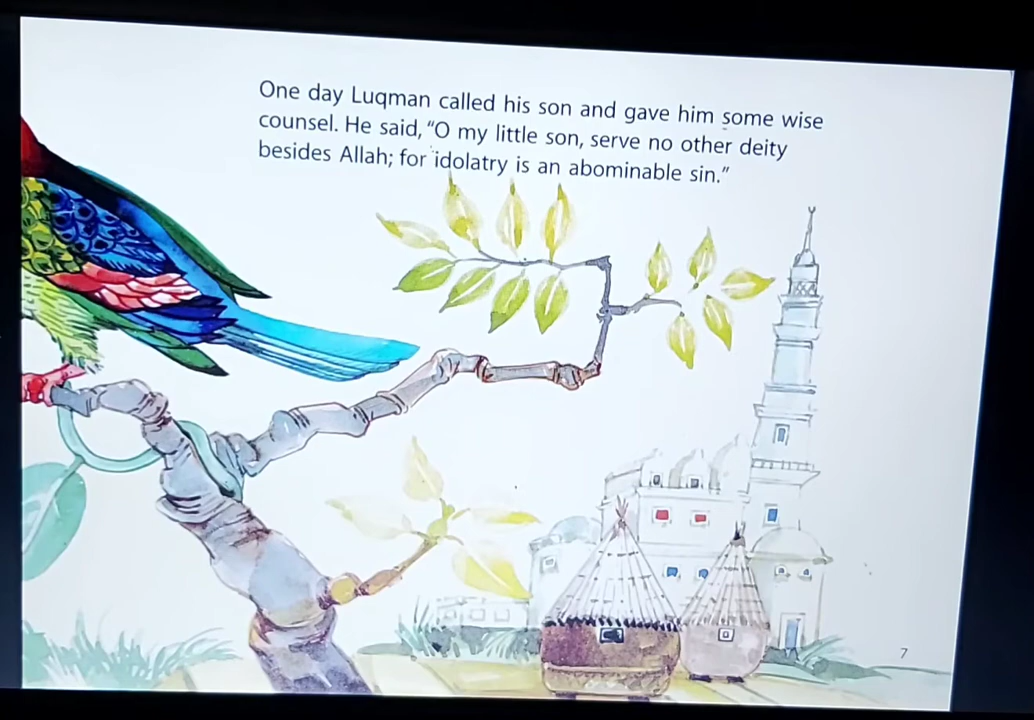 One day Luqman called his son and gave him some wise
counsel. He said, “O my little son, serve no other deity
besides Allah; for idolatry is an abominable sin.”
7